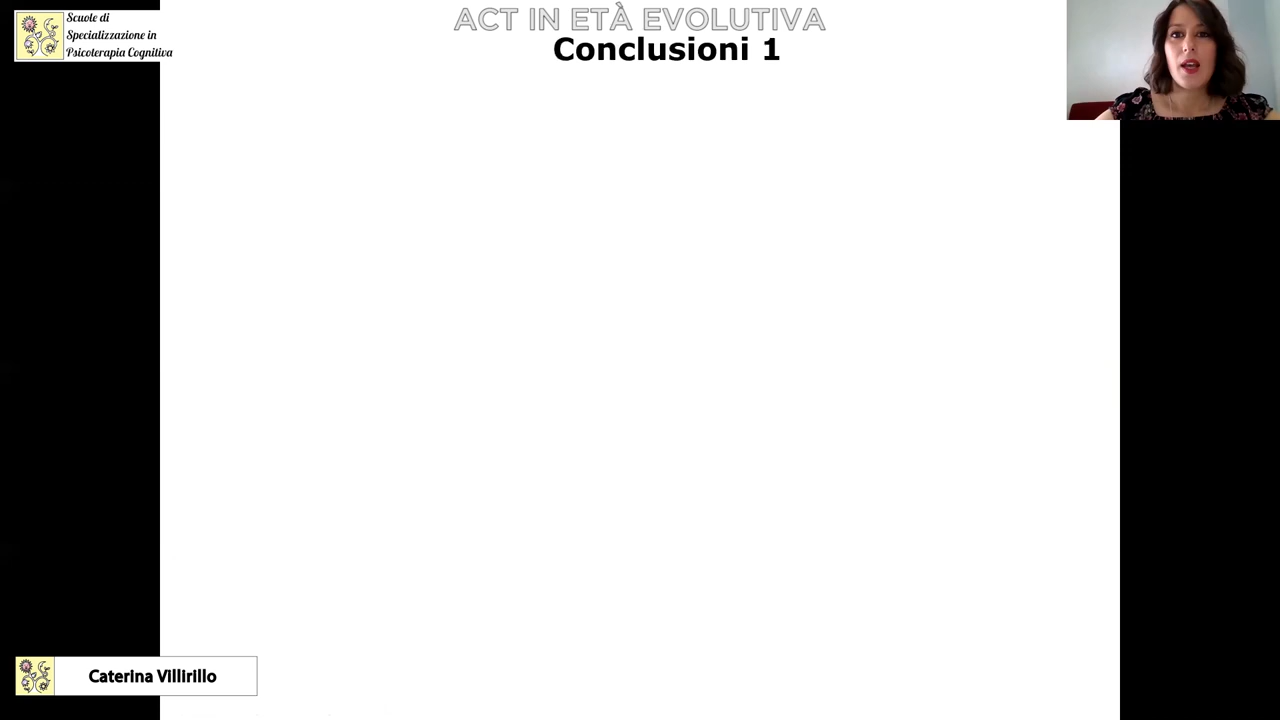 Scuole di
Specializzazione in
Psicoterapia Cognitiva
ACT IN ETÀ EVOLUTIVA
Conclusioni 1
Caterina Villirillo